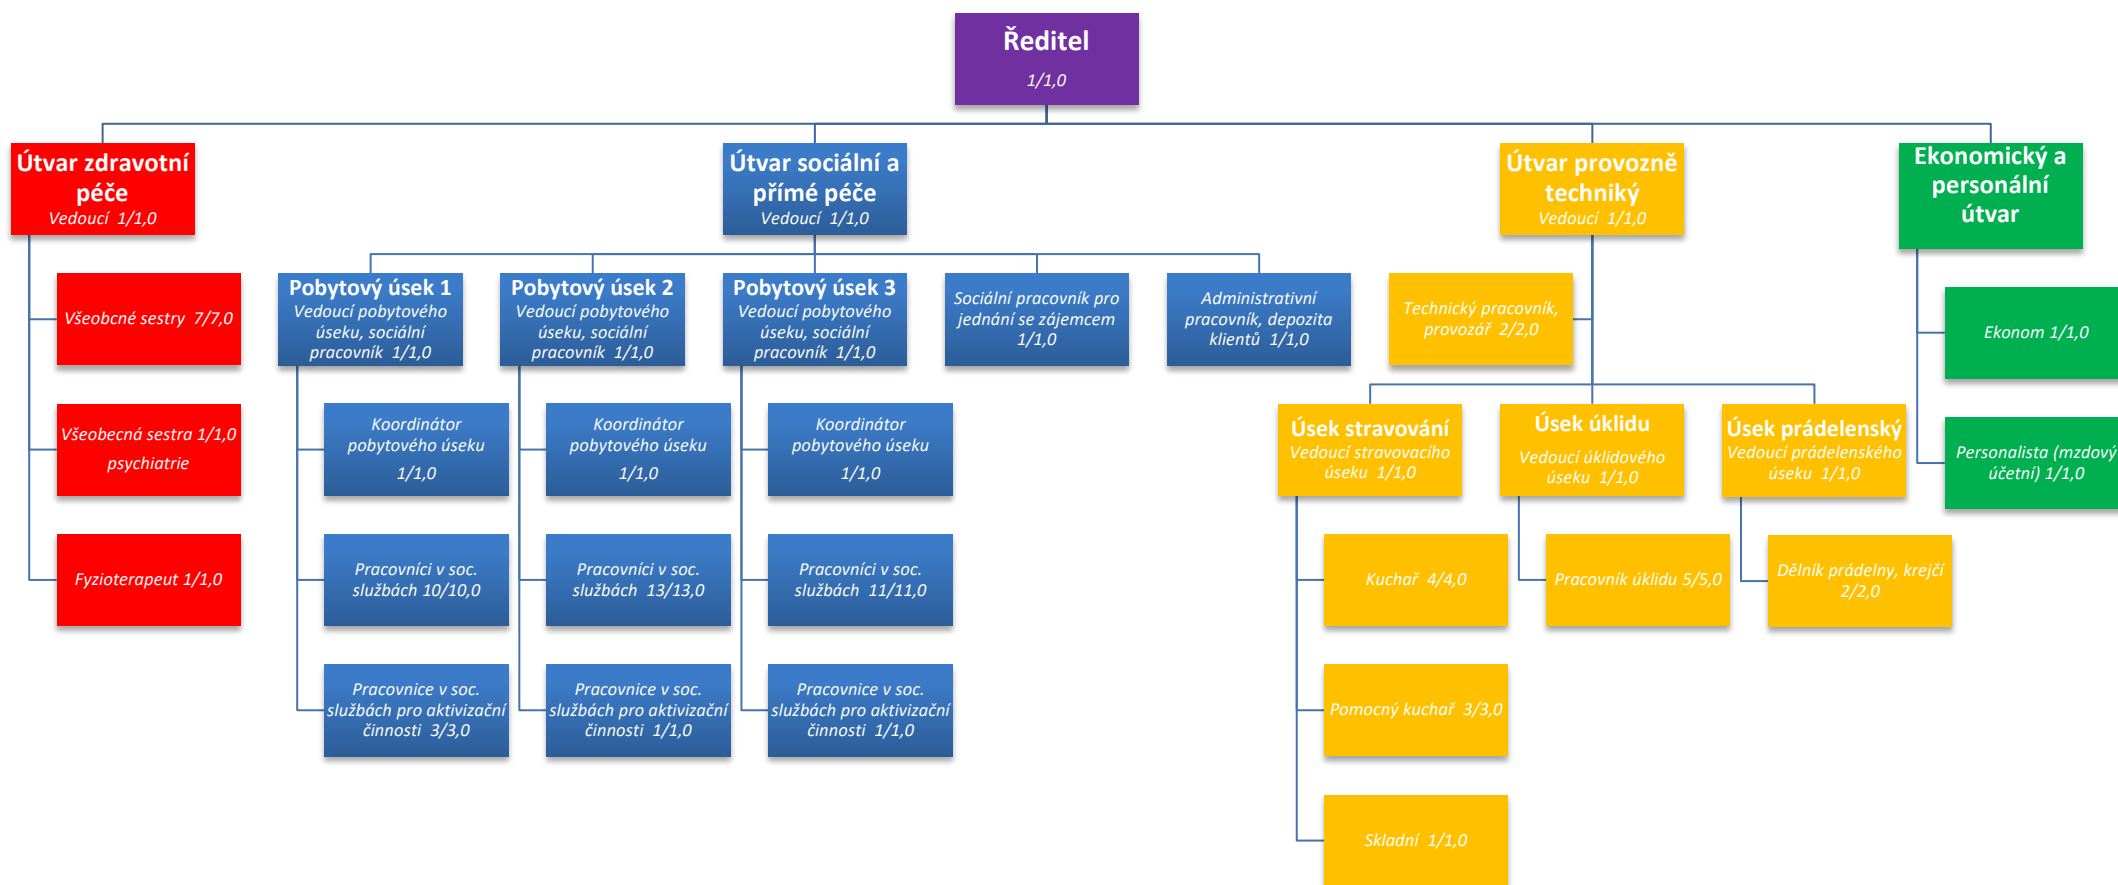 Ředitel
1/1,0
Útvar zdravotní
péče
Vedoucí 1/1,0
Útvar sociální a
přímé péče
Vedoucí 1/1,0
Útvar provozně
techniký
Vedoucí 1/1,0
Ekonomický a
personální
útvar
Všeobcné sestry 7/7,0
Všeobecná sestra 1/1,0
psychiatrie
Fyzioterapeut 1/1,0
Pobytový úsek 1
Vedoucí pobytového
úseku, sociální
pracovník 1/1,0
Koordinátor
pobytového úseku
1/1,0
Pracovníci v soc.
službách 10/10,0
Pracovnice v soc.
službách pro aktivizační
činnosti 3/3,0
Pobytový úsek 2
Vedoucí pobytového
úseku, sociální
pracovník 1/1,0
Koordinátor
pobytového úseku
1/1,0
Pracovníci v soc.
službách 13/13,0
Pracovnice v soc.
službách pro aktivizační
činnosti 1/1,0
Pobytový úsek 3
Vedoucí pobytového
úseku, sociální
pracovník 1/1,0
Koordinátor
pobytového úseku
1/1,0
Pracovníci v soc.
službách 11/11,0
Pracovnice v soc.
službách pro aktivizační
činnosti 1/1,0
Sociální pracovník pro
jednání se zájemcem
1/1,0
Administrativní
pracovník, depozita
klientů 1/1,0
Technický pracovník,
provozář 2/2,0
Úsek stravování
Vedoucí stravovacího
úseku 1/1,0
Kuchař 4/4,0
Pomocný kuchař 3/3,0
Skladní 1/1,0
Úsek úklidu
Vedoucí úklidového
úseku 1/1,0
Pracovník úklidu 5/5,0
Úsek prádelenský
Vedoucí prádelenského
úseku 1/1,0
Dělník prádelny, krejčí
2/2,0
Ekonom 1/1,0
Personalista (mzdový
účetní) 1/1,0